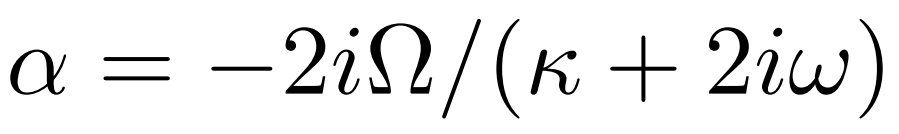 α = −2iΩ/(κ + 2iω)